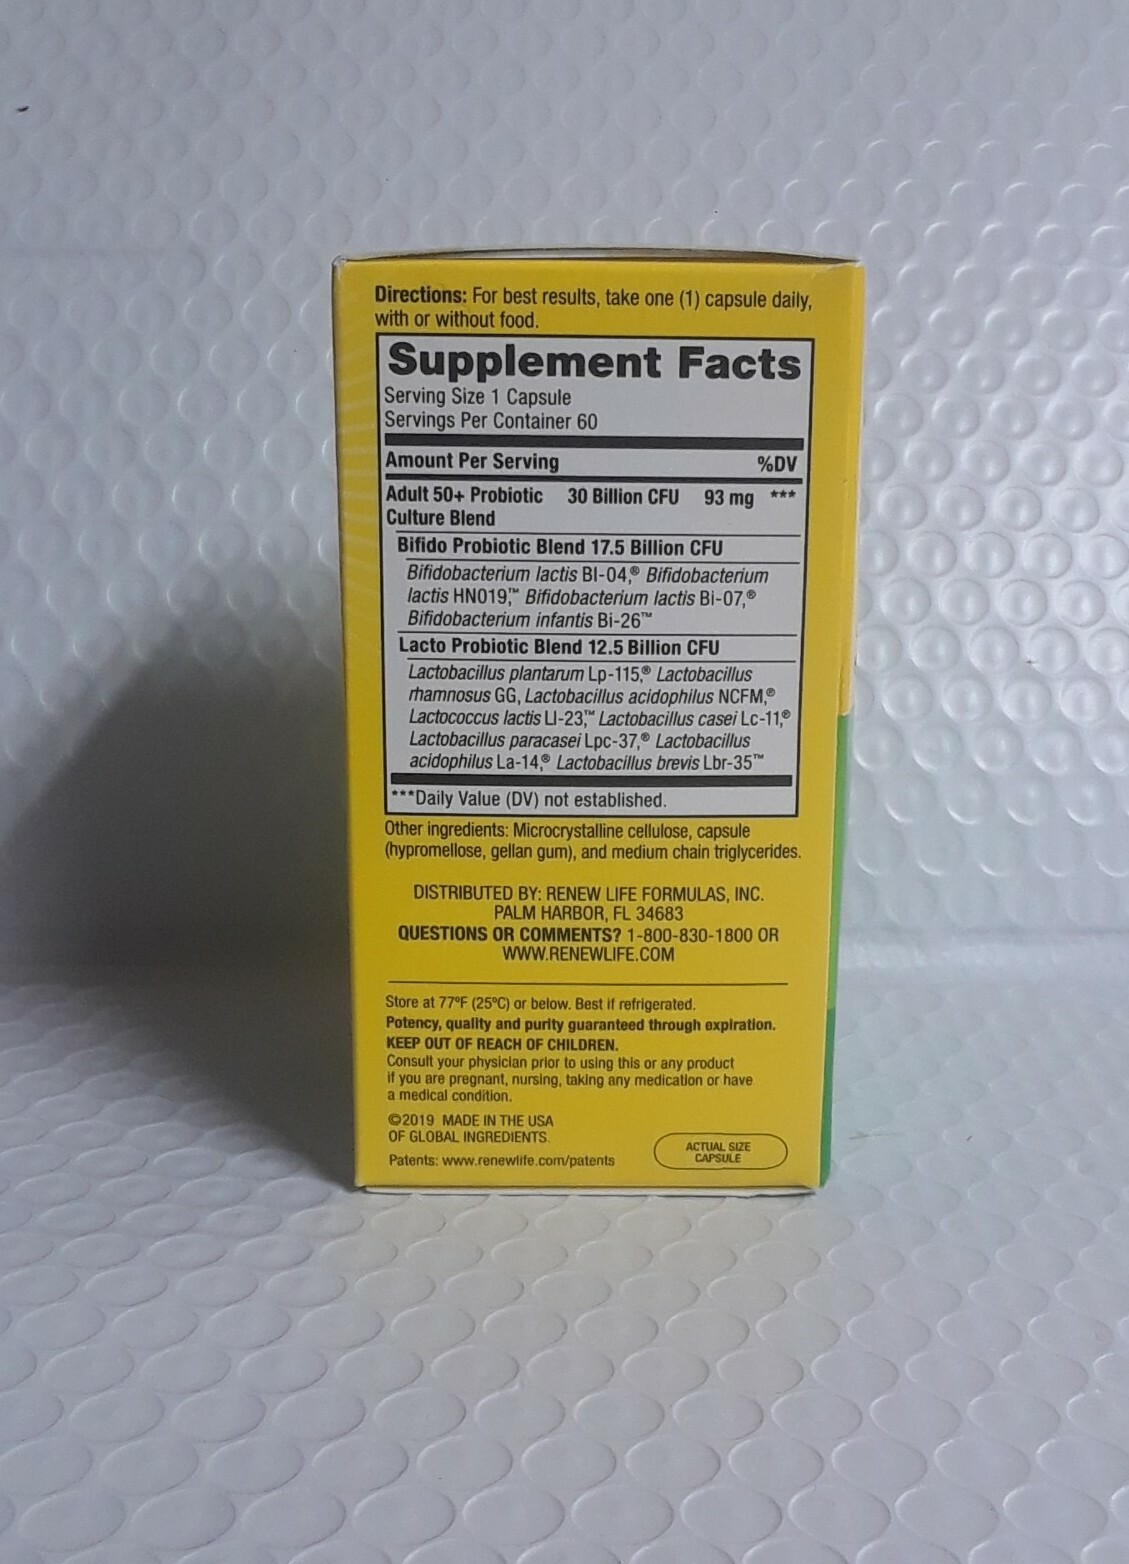 Directions: For best results, take one (1) capsule daily,
with or without food.
Supplement Facts
Serving Size 1 Capsule
Servings Per Container 60
Amount Per Serving %DV
Adult 50+ Probiotic 30 Billion CFU 93 mg ***
Culture Blend
Bifido Probiotic Blend 17.5 Billion CFU
Bifidobacterium lactis BI-04,® Bifidobacterium
lactis HN019,™ Bifidobacterium lactis Bi-07,®
Bifidobacterium infantis Bi-26™
Lacto Probiotic Blend 12.5 Billion CFU
Lactobacillus plantarum Lp-115,® Lactobacillus
rhamnosus GG, Lactobacillus acidophilus NCFM,®
Lactococcus lactis Ll-23,™ Lactobacillus casei Lc-11,®
Lactobacillus paracasei Lpc-37,® Lactobacillus
acidophilus La-14,® Lactobacillus brevis Lbr-35™
***Daily Value (DV) not established.
Other ingredients: Microcrystalline cellulose, capsule
(hypromellose, gellan gum), and medium chain triglycerides.
DISTRIBUTED BY: RENEW LIFE FORMULAS, INC.
PALM HARBOR, FL 34683
QUESTIONS OR COMMENTS? 1-800-830-1800 OR
WWW.RENEWLIFE.COM
Store at 77°F (25°C) or below. Best if refrigerated.
Potency, quality and purity guaranteed through expiration.
KEEP OUT OF REACH OF CHILDREN.
Consult your physician prior to using this or any product
if you are pregnant, nursing, taking any medication or have
a medical condition.
©2019 MADE IN THE USA
OF GLOBAL INGREDIENTS.
Patents: www.renewlife.com/patents
ACTUAL SIZE
CAPSULE